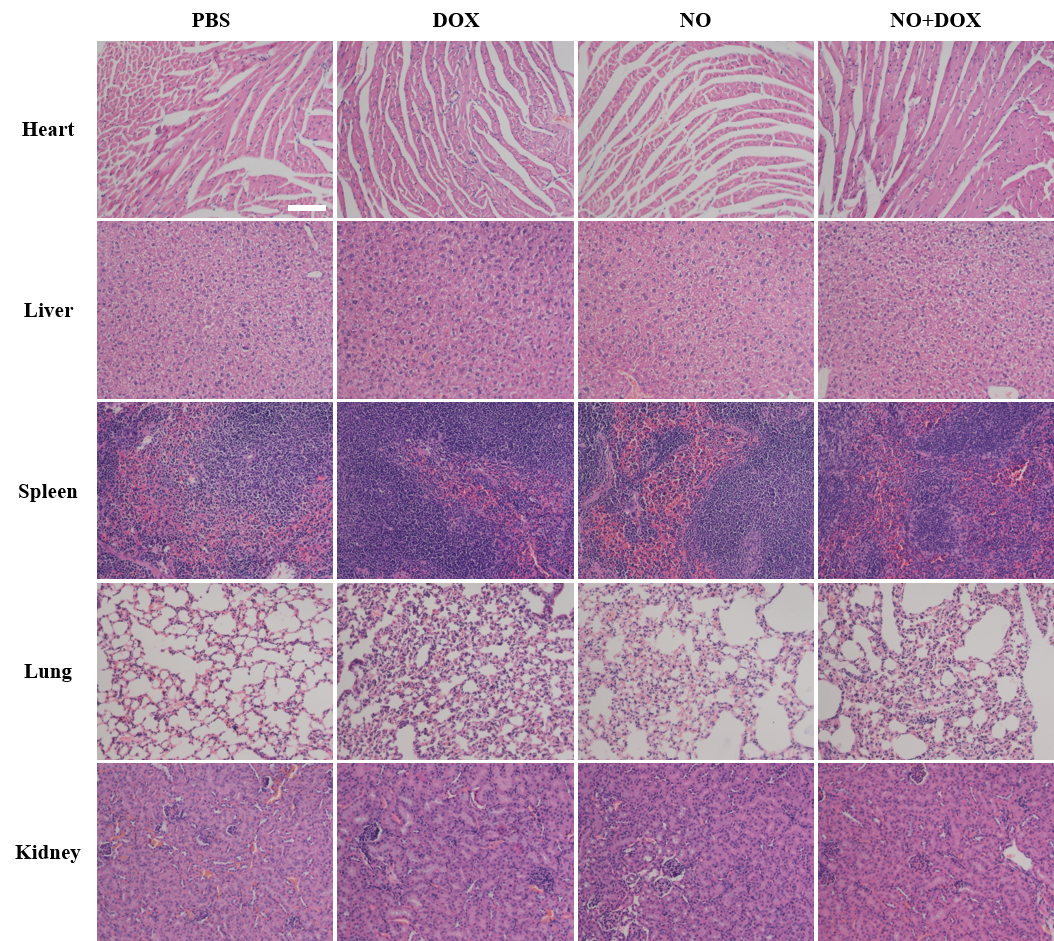 PBS DOX NO NO+DOX
Heart
Liver
Spleen
Lung
Kidney